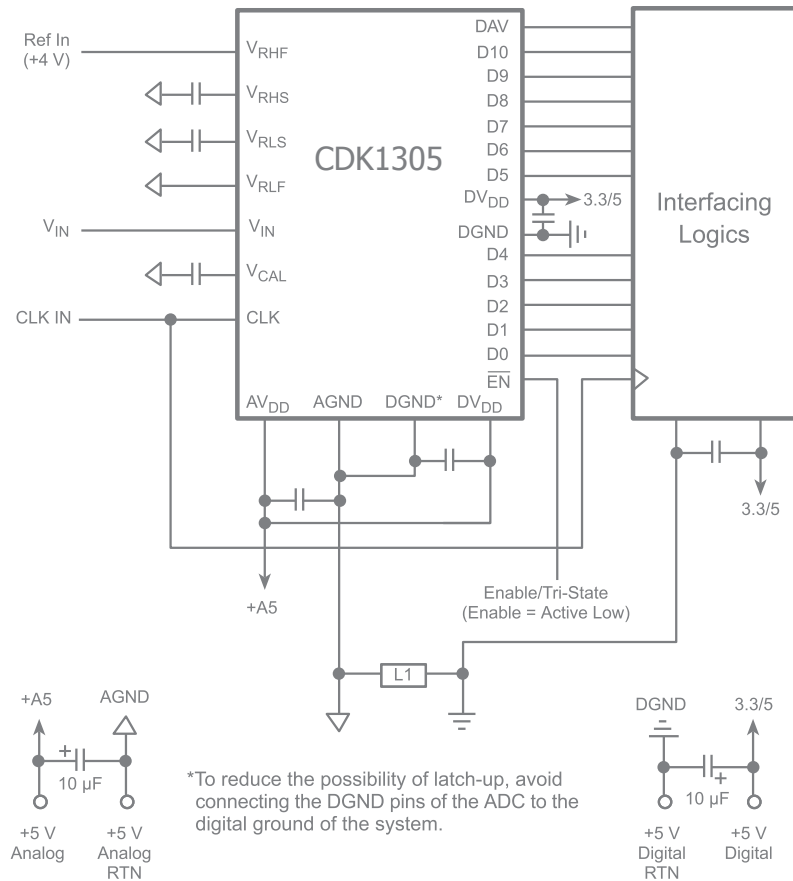 Ref In
(+4 V)
VRHF
VRHS
VRLS
VRLF
VIN
VIN
VCAL
CLK IN
CLK
CDK1305
DAV
D10
D9
D8
D7
D6
D5
DVDD
3.3/5
DGND
D4
D3
D2
D1
D0
EN
Interfacing
Logics
AVDD
AGND
DGND*
DVDD
3.3/5
+A5
Enable/Tri-State
(Enable = Active Low)
L1
+A5
AGND
+
10 µF
+5 V
Analog
+5 V
Analog
RTN
*To reduce the possibility of latch-up, avoid
connecting the DGND pins of the ADC to the
digital ground of the system.
DGND
3.3/5
10 µF
+
+5 V
Digital
RTN
+5 V
Digital